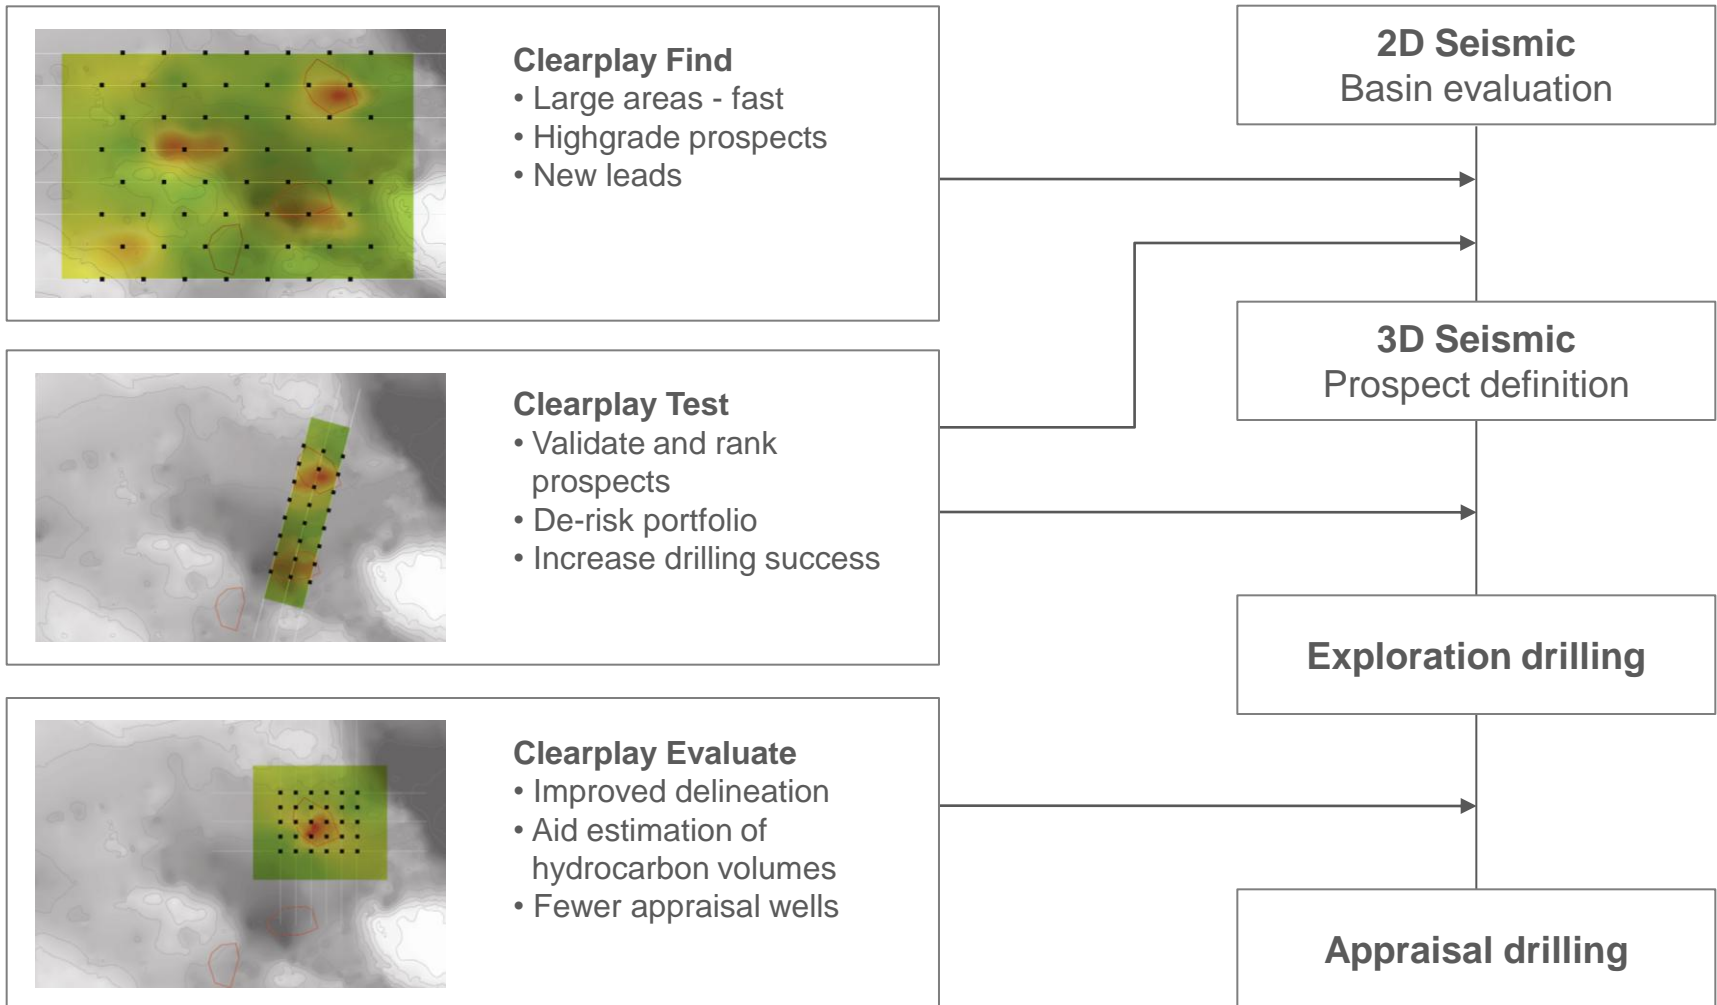 Clearplay Find
• Large areas - fast
• Highgrade prospects
• New leads
Clearplay Test
• Validate and rank
prospects
• De-risk portfolio
• Increase drilling success
Clearplay Evaluate
• Improved delineation
• Aid estimation of
hydrocarbon volumes
• Fewer appraisal wells
2D Seismic
Basin evaluation
3D Seismic
Prospect definition
Exploration drilling
Appraisal drilling